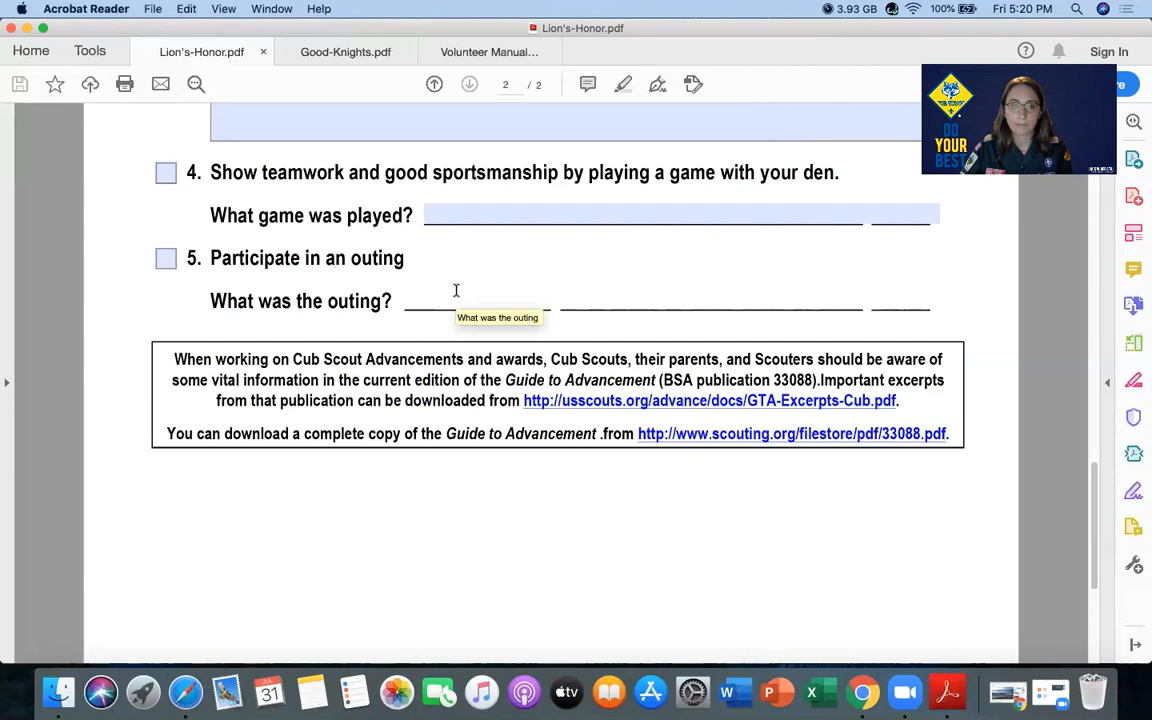 Acrobat Reader File Edit View Window Help 3.93 GB 100% Fri 5:20 PM
Lion's-Honor.pdf
Home Tools Lion's-Honor.pdf × Good-Knights.pdf Volunteer Manual... Sign In
2 / 2
DO
YOUR
BEST
4. Show teamwork and good sportsmanship by playing a game with your den.
What game was played?
5. Participate in an outing
What was the outing?
What was the outing
When working on Cub Scout Advancements and awards, Cub Scouts, their parents, and Scouters should be aware of
some vital information in the current edition of the Guide to Advancement (BSA publication 33088).Important excerpts
from that publication can be downloaded from http://usscouts.org/advance/docs/GTA-Excerpts-Cub.pdf.
You can download a complete copy of the Guide to Advancement .from http://www.scouting.org/filestore/pdf/33088.pdf.
JUL
31
tv
W P X